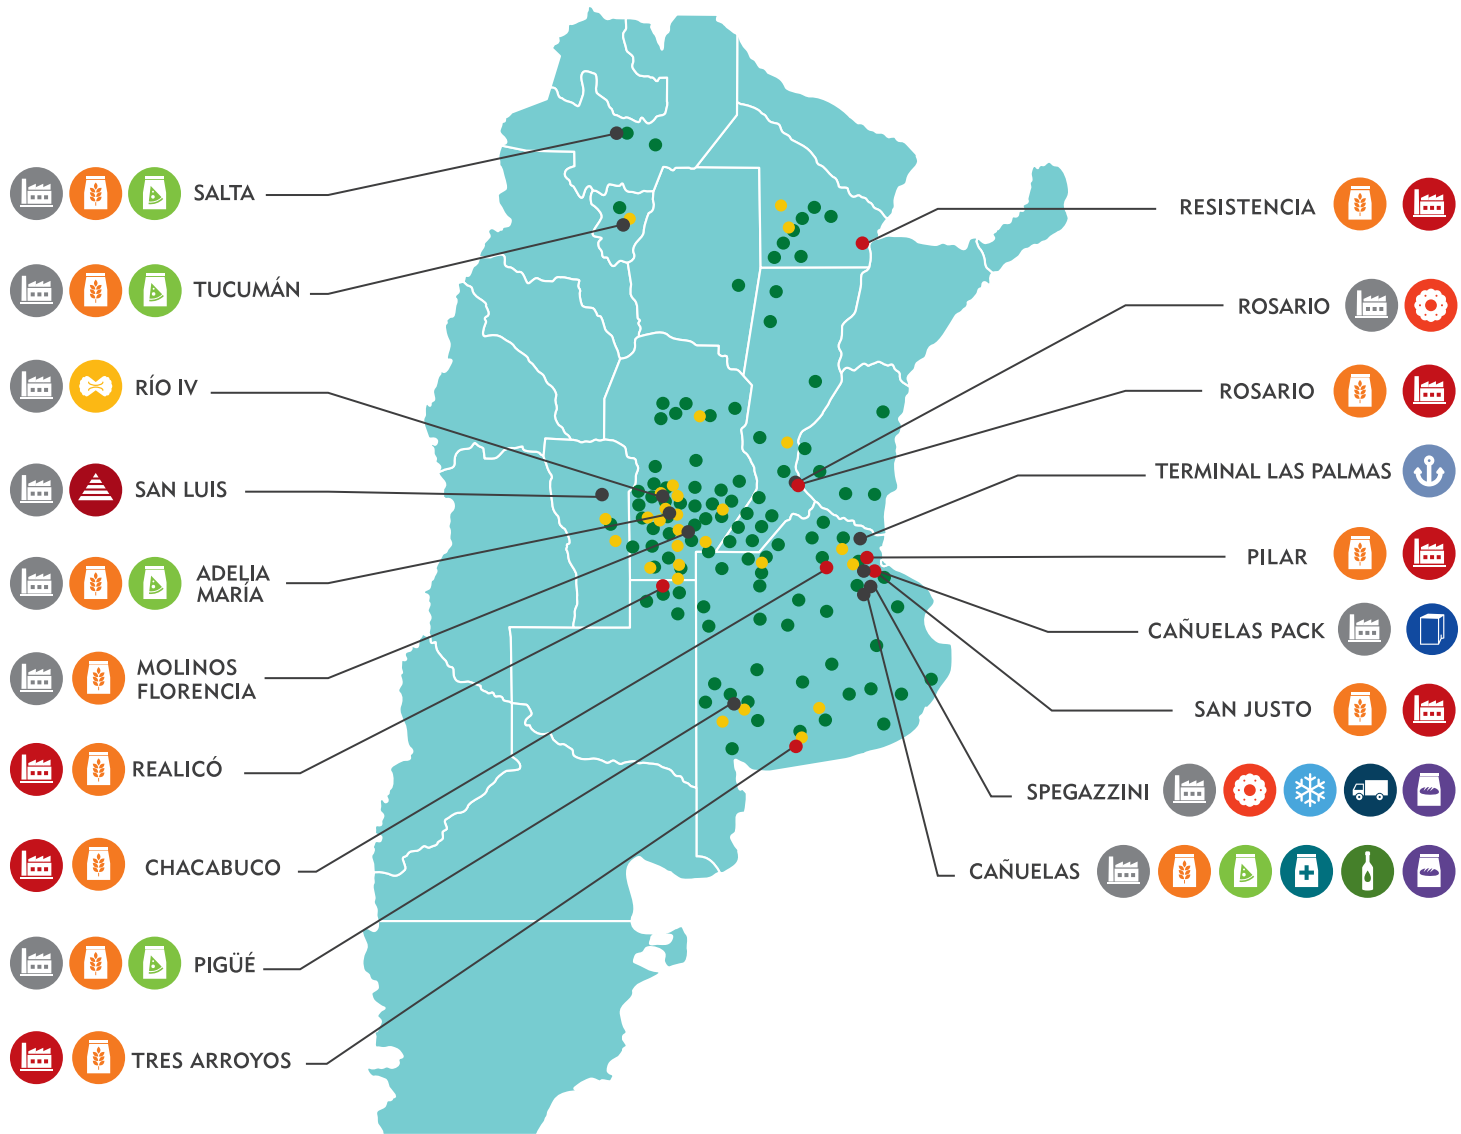 SALTA
TUCUMÁN
RÍO IV
SAN LUIS
ADELIA
MARÍA
MOLINOS
FLORENCIA
REALICÓ
CHACABUCO
PIGÜÉ
TRES ARROYOS
RESISTENCIA
ROSARIO
ROSARIO
TERMINAL LAS PALMAS
PILAR
CAÑUELAS PACK
SAN JUSTO
SPEGAZZINI
CAÑUELAS